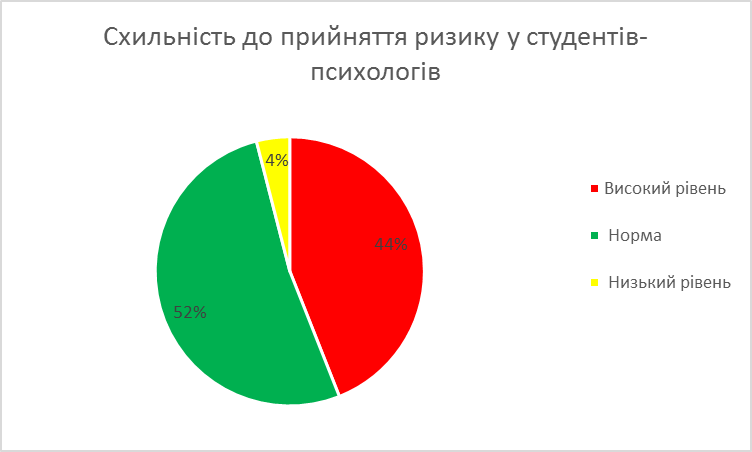 Схильність до прийняття ризику у студентів-
психологів
4%
44%
52%
Високий рівень
Норма
Низький рівень